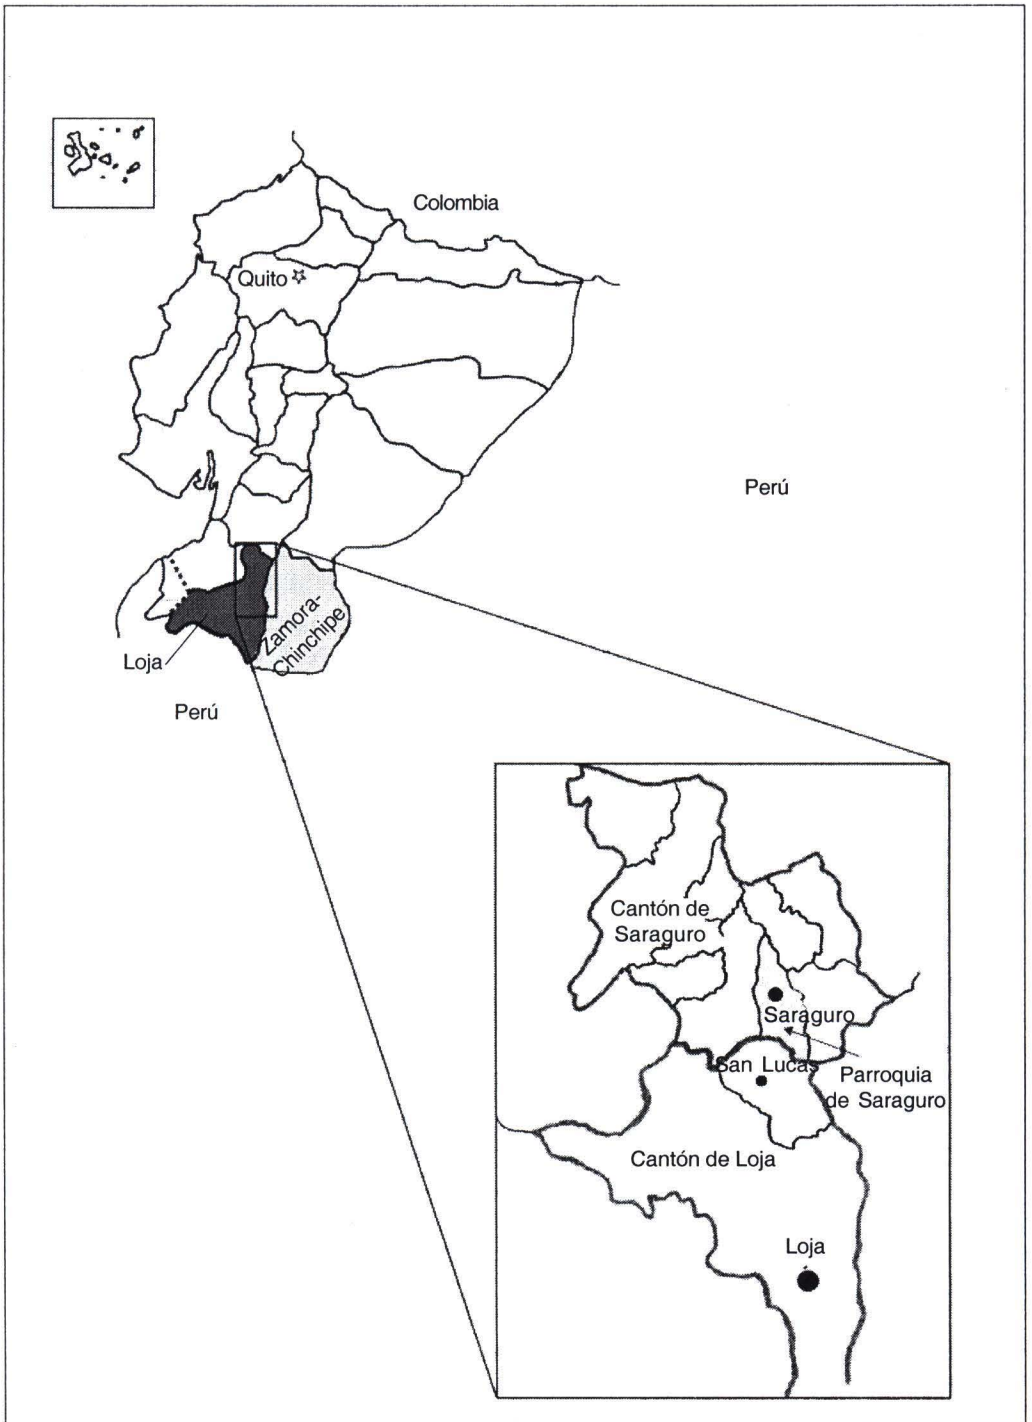 Colombia
Quito
Perú
Zamora-
Chinchipe
Loja
Perú
Cantón de
Saraguro
Saraguro
San Lucas
Parroquia
de Saraguro
Cantón de Loja
Loja